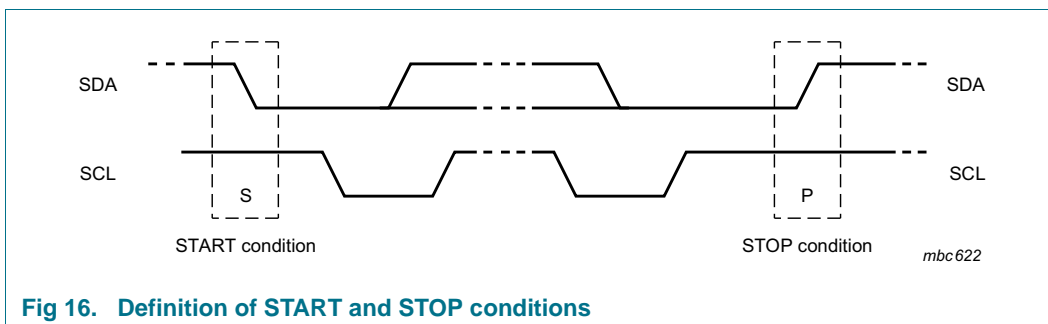 SDA
SDA
SCL
SCL
S
P
START condition
STOP condition
mbc622
Fig 16. Definition of START and STOP conditions